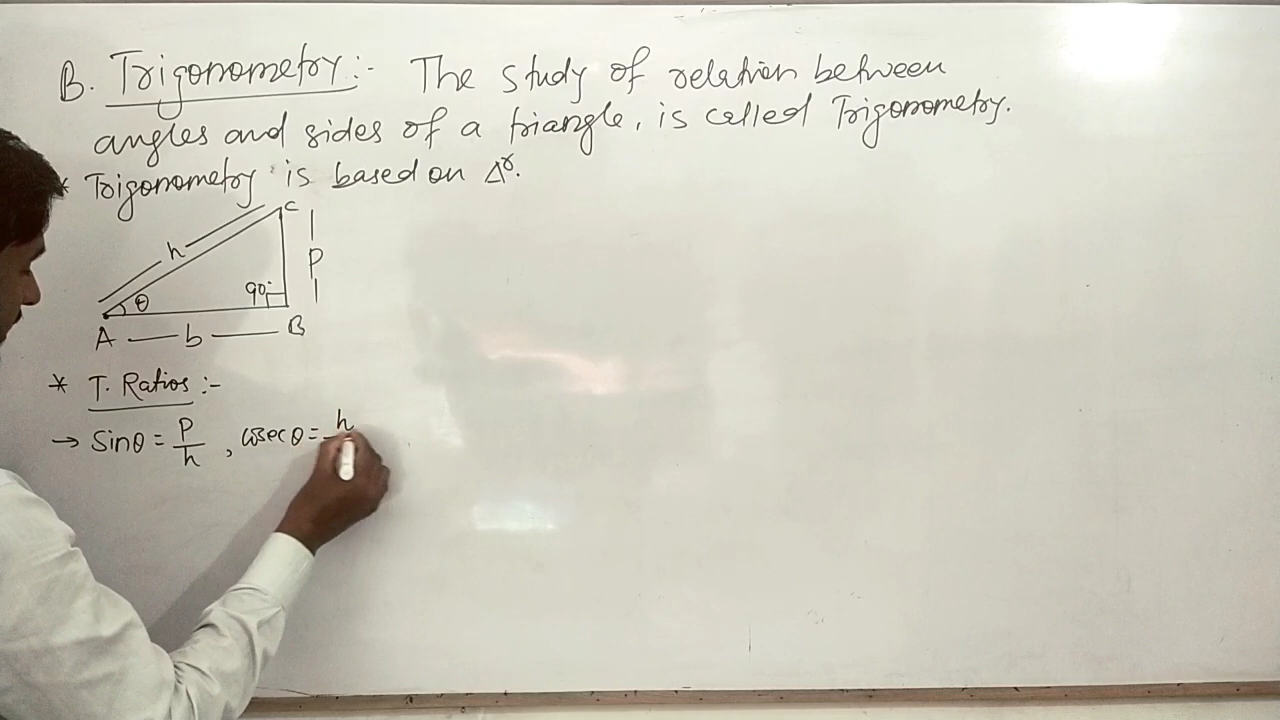 B. Trigonometry:- The study of relation between
angles and sides of a triangle, is called Trigonometry.
* Trigonometry is based on Δʳ.
C
h
P
θ
90°
A — b — B
* T. Ratios :-
→ Sinθ = P/h , cosecθ = h